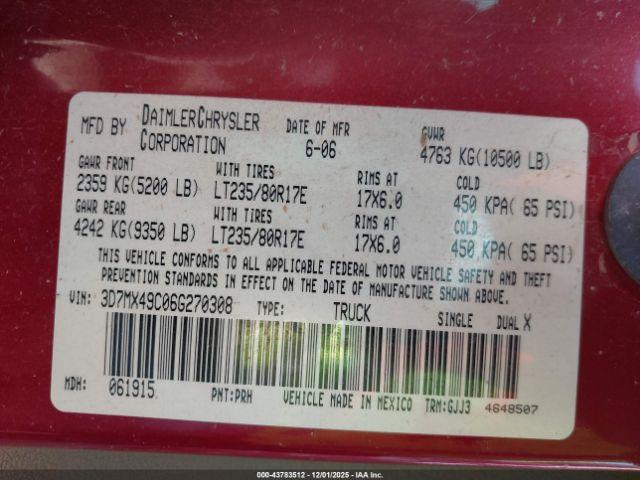 MFD BY DAIMLERCHRYSLER CORPORATION
DATE OF MFR 6-06
GVWR 4763 KG(10500 LB)
GAWR FRONT WITH TIRES RIMS AT COLD
2359 KG(5200 LB) LT235/80R17E 17X6.0 450 KPA( 65 PSI)
GAWR REAR WITH TIRES RIMS AT COLD
4242 KG(9350 LB) LT235/80R17E 17X6.0 450 KPA( 65 PSI)
THIS VEHICLE CONFORMS TO ALL APPLICABLE FEDERAL MOTOR VEHICLE SAFETY AND THEFT
PREVENTION STANDARDS IN EFFECT ON THE DATE OF MANUFACTURE SHOWN ABOVE.
VIN: 3D7MX49C06G270308 TYPE: TRUCK SINGLE DUAL X
MDH: 061915 PNT:PRH VEHICLE MADE IN MEXICO TRM:GJJ3 4648507
#00-43783512 - 12/01/2025 - IAA Inc.